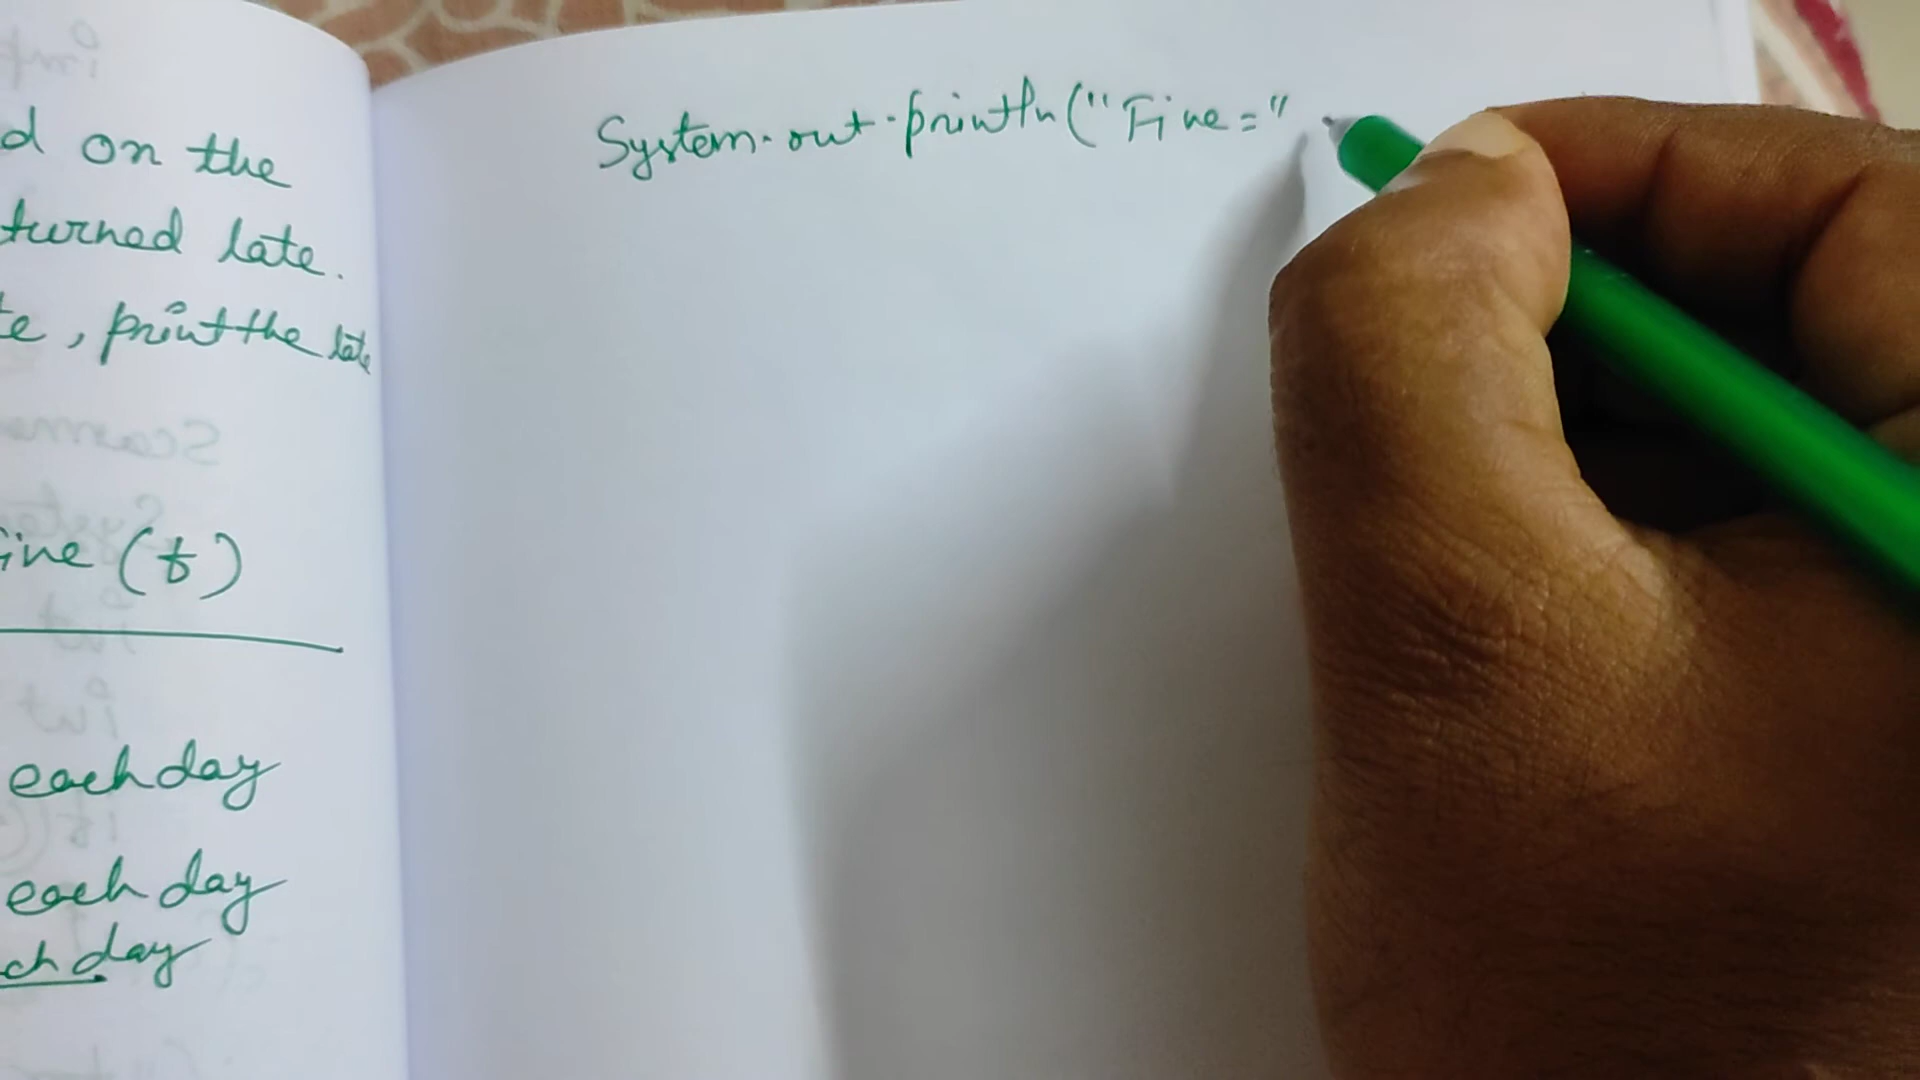 d on the
turned late.
te, print the late
ine (₹)
each day
each day
ch day
System.out.println("Fine="